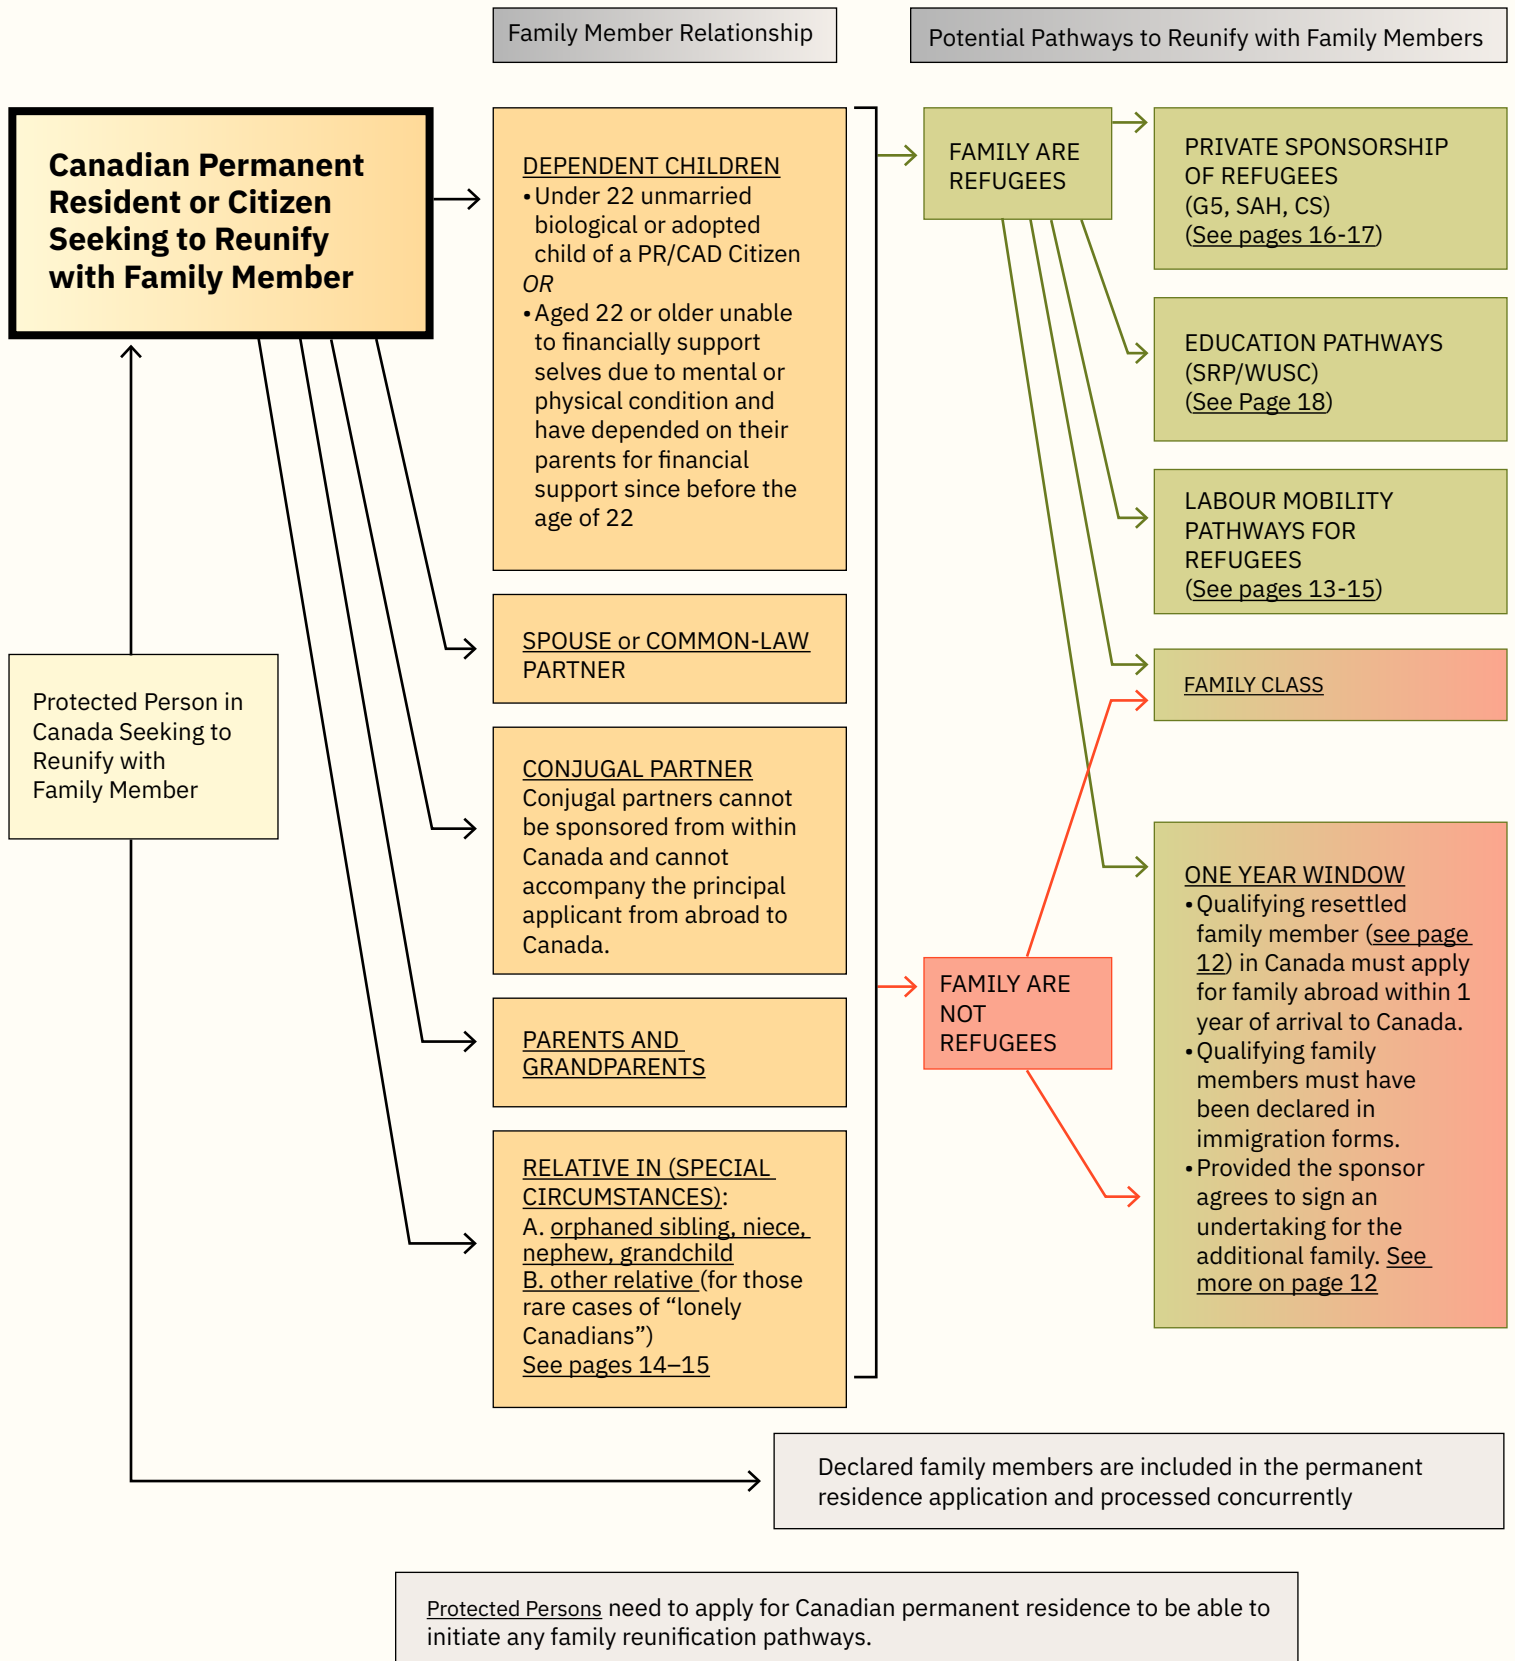 Family Member Relationship
Potential Pathways to Reunify with Family Members
Canadian Permanent
Resident or Citizen
Seeking to Reunify
with Family Member
Protected Person in
Canada Seeking to
Reunify with
Family Member
DEPENDENT CHILDREN
•Under 22 unmarried
biological or adopted
child of a PR/CAD Citizen
OR
•Aged 22 or older unable
to financially support
selves due to mental or
physical condition and
have depended on their
parents for financial
support since before the
age of 22
SPOUSE or COMMON-LAW
PARTNER
CONJUGAL PARTNER
Conjugal partners cannot
be sponsored from within
Canada and cannot
accompany the principal
applicant from abroad to
Canada.
PARENTS AND
GRANDPARENTS
RELATIVE IN (SPECIAL
CIRCUMSTANCES):
A. orphaned sibling, niece,
nephew, grandchild
B. other relative (for those
rare cases of “lonely
Canadians”)
See pages 14–15
FAMILY ARE
REFUGEES
FAMILY ARE
NOT
REFUGEES
PRIVATE SPONSORSHIP
OF REFUGEES
(G5, SAH, CS)
(See pages 16-17)
EDUCATION PATHWAYS
(SRP/WUSC)
(See Page 18)
LABOUR MOBILITY
PATHWAYS FOR
REFUGEES
(See pages 13-15)
FAMILY CLASS
ONE YEAR WINDOW
•Qualifying resettled
family member (see page
12) in Canada must apply
for family abroad within 1
year of arrival to Canada.
•Qualifying family
members must have
been declared in
immigration forms.
•Provided the sponsor
agrees to sign an
undertaking for the
additional family. See
more on page 12
Declared family members are included in the permanent
residence application and processed concurrently
Protected Persons need to apply for Canadian permanent residence to be able to
initiate any family reunification pathways.